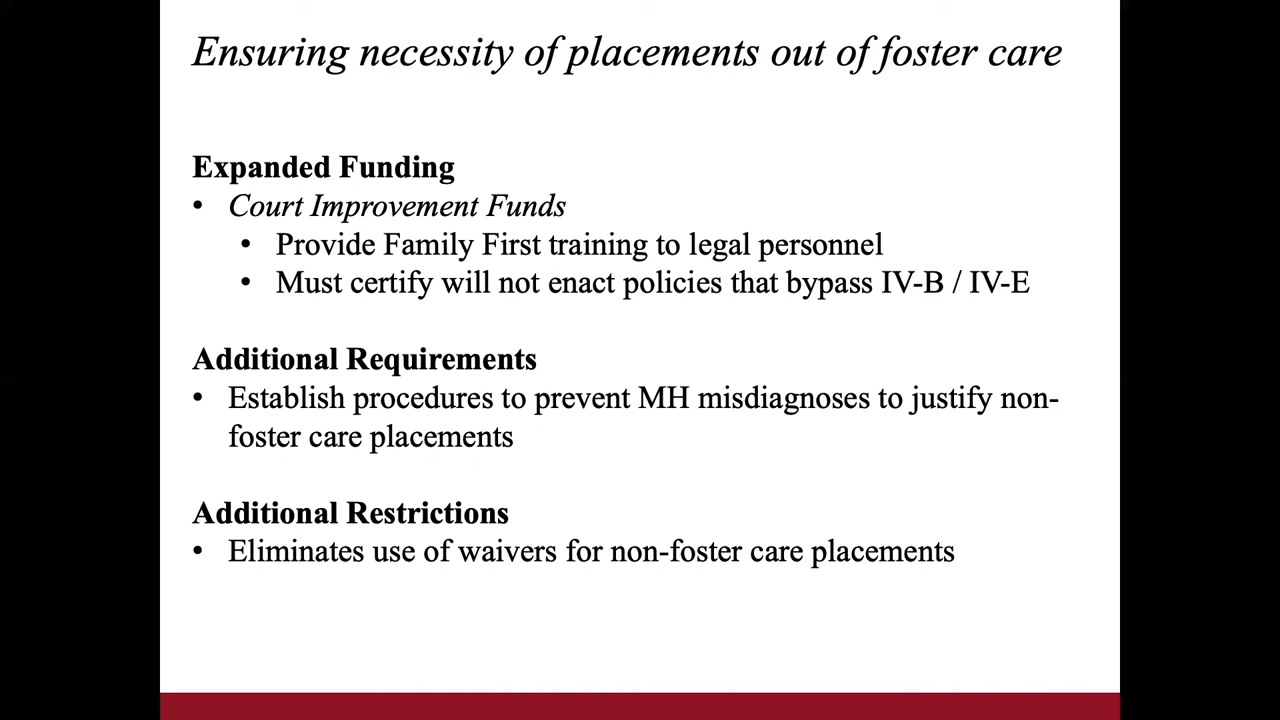 Ensuring necessity of placements out of foster care
Expanded Funding
• Court Improvement Funds
• Provide Family First training to legal personnel
• Must certify will not enact policies that bypass IV-B / IV-E
Additional Requirements
• Establish procedures to prevent MH misdiagnoses to justify non-
foster care placements
Additional Restrictions
• Eliminates use of waivers for non-foster care placements